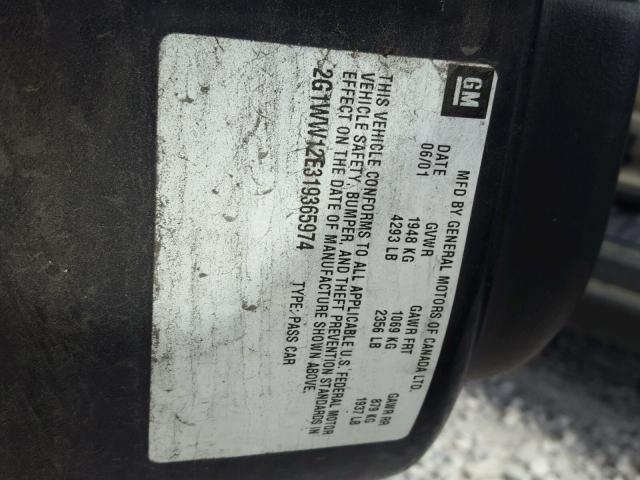 GM
MFD BY GENERAL MOTORS OF CANADA LTD.
DATE GVWR GAWR FRT GAWR RR
06/01 1948 KG 1069 KG 879 KG
4293 LB 2356 LB 1937 LB
THIS VEHICLE CONFORMS TO ALL APPLICABLE U.S. FEDERAL MOTOR
VEHICLE SAFETY, BUMPER, AND THEFT PREVENTION STANDARDS IN
EFFECT ON THE DATE OF MANUFACTURE SHOWN ABOVE.
2G1WW12E319365974 TYPE: PASS CAR